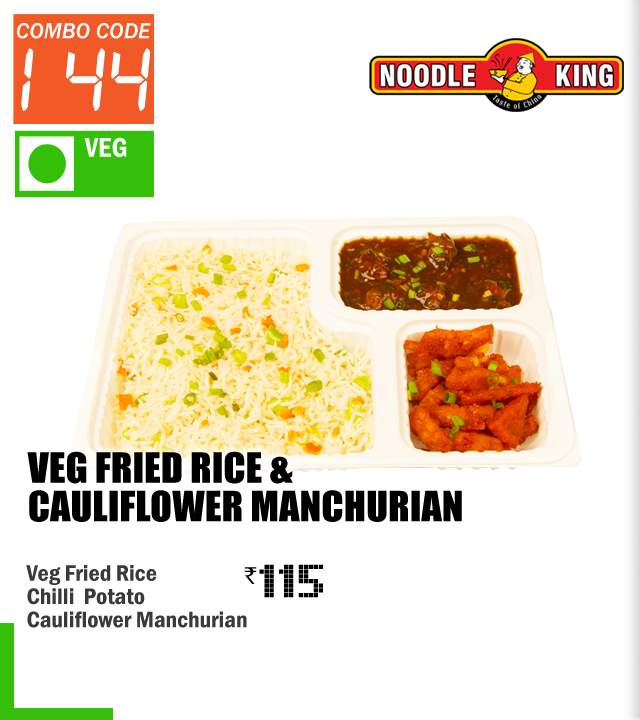 COMBO CODE
144
VEG
NOODLE KING
Taste of China
VEG FRIED RICE &
CAULIFLOWER MANCHURIAN
Veg Fried Rice
₹115
Chilli Potato
Cauliflower Manchurian